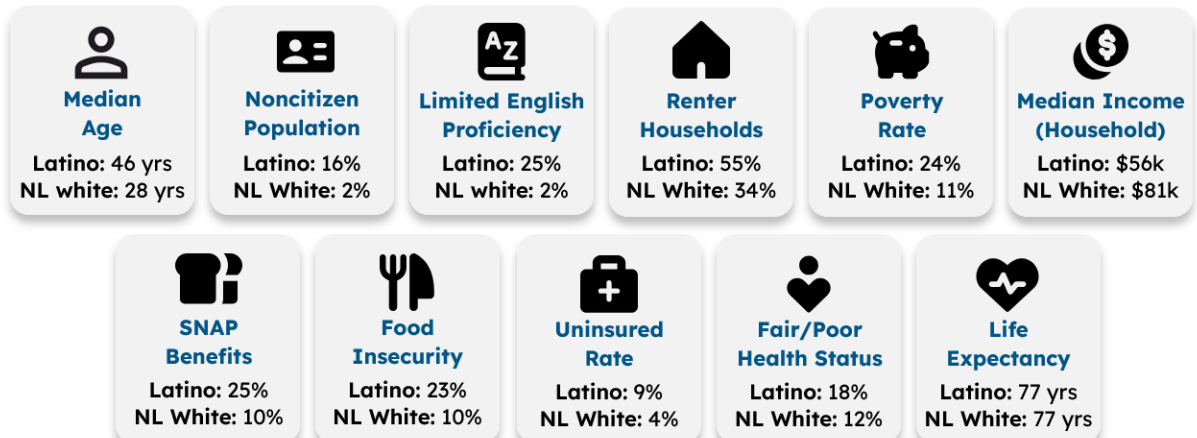 Median
Age
Latino: 46 yrs
NL white: 28 yrs
Noncitizen
Population
Latino: 16%
NL White: 2%
AZ
Limited English
Proficiency
Latino: 25%
NL white: 2%
Renter
Households
Latino: 55%
NL White: 34%
Poverty
Rate
Latino: 24%
NL White: 11%
$
Median Income
(Household)
Latino: $56k
NL White: $81k
SNAP
Benefits
Latino: 25%
NL White: 10%
Food
Insecurity
Latino: 23%
NL White: 10%
Uninsured
Rate
Latino: 9%
NL White: 4%
Fair/Poor
Health Status
Latino: 18%
NL White: 12%
Life
Expectancy
Latino: 77 yrs
NL White: 77 yrs